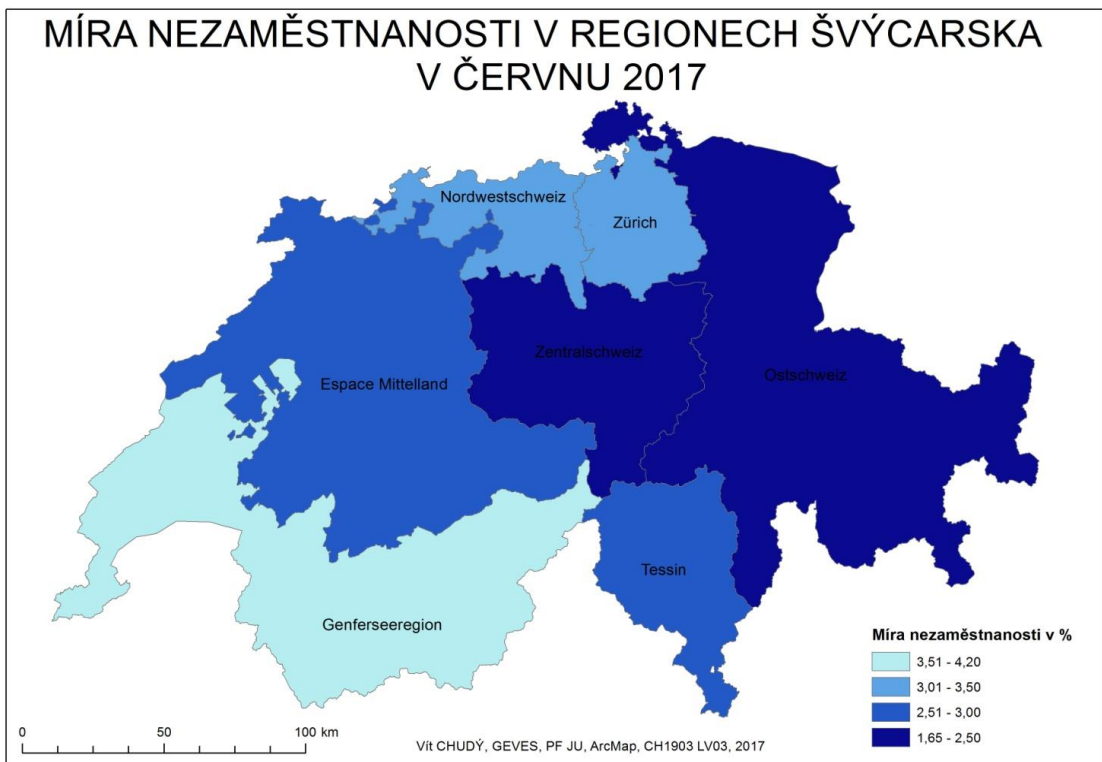 MÍRA NEZAMĚSTNANOSTI V REGIONECH ŠVÝCARSKA
V ČERVNU 2017
Nordwestschweiz
Zürich
Zentralschweiz
Ostschweiz
Espace Mittelland
Tessin
Genferseeregion
Míra nezaměstnanosti v %
3,51 - 4,20
3,01 - 3,50
2,51 - 3,00
1,65 - 2,50
0 50 100 km
Vít CHUDÝ, GEVES, PF JU, ArcMap, CH1903 LV03, 2017